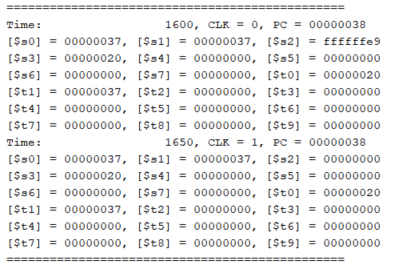 ===============================================
Time:                 1600, CLK = 0, PC = 00000038
[$s0] = 00000037, [$s1] = 00000037, [$s2] = ffffffe9
[$s3] = 00000020, [$s4] = 00000000, [$s5] = 00000000
[$s6] = 00000000, [$s7] = 00000000, [$t0] = 00000020
[$t1] = 00000037, [$t2] = 00000000, [$t3] = 00000000
[$t4] = 00000000, [$t5] = 00000000, [$t6] = 00000000
[$t7] = 00000000, [$t8] = 00000000, [$t9] = 00000000
Time:                 1650, CLK = 1, PC = 00000038
[$s0] = 00000037, [$s1] = 00000037, [$s2] = 00000000
[$s3] = 00000020, [$s4] = 00000000, [$s5] = 00000000
[$s6] = 00000000, [$s7] = 00000000, [$t0] = 00000020
[$t1] = 00000037, [$t2] = 00000000, [$t3] = 00000000
[$t4] = 00000000, [$t5] = 00000000, [$t6] = 00000000
[$t7] = 00000000, [$t8] = 00000000, [$t9] = 00000000
===============================================